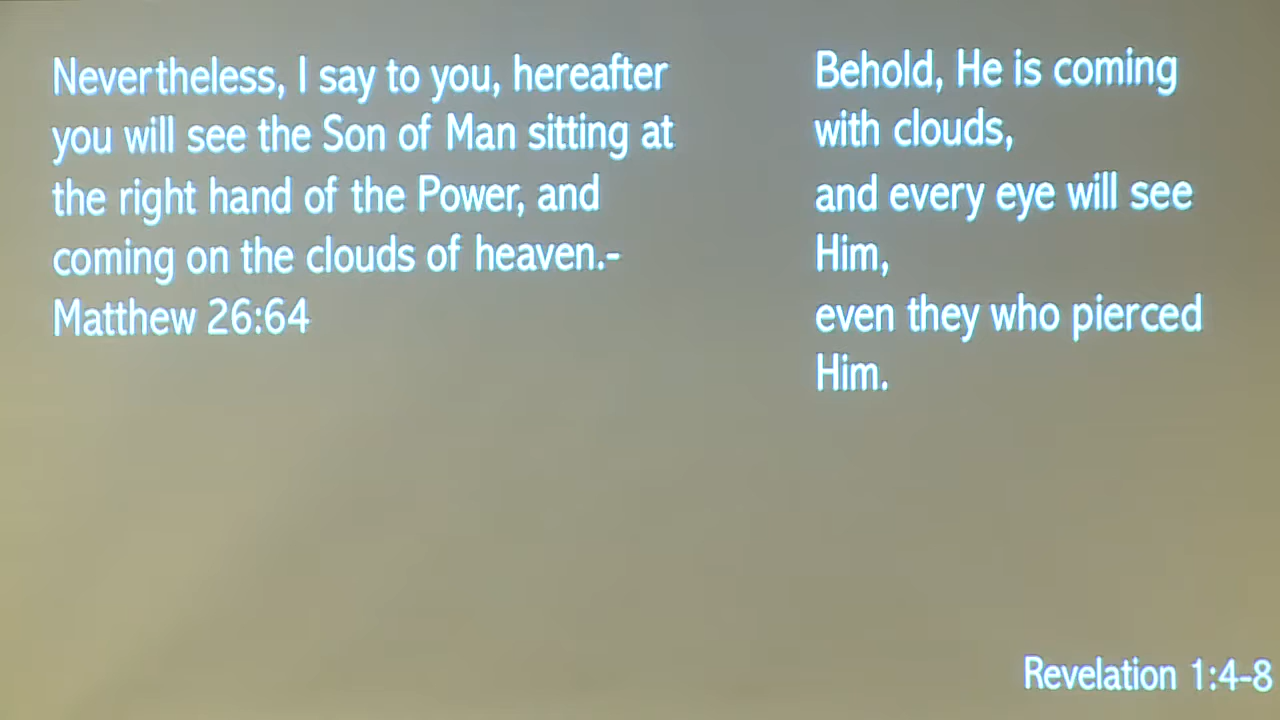 Nevertheless, I say to you, hereafter
you will see the Son of Man sitting at
the right hand of the Power, and
coming on the clouds of heaven.-
Matthew 26:64
Behold, He is coming
with clouds,
and every eye will see
Him,
even they who pierced
Him.
Revelation 1:4-8